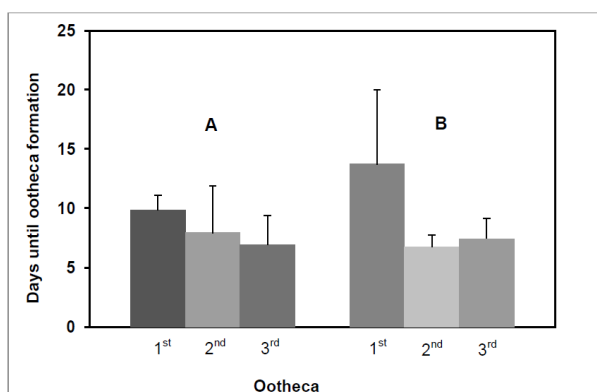 25
20
15
10
5
0
Days until ootheca formation
A
B
1st 2nd 3rd 1st 2nd 3rd
Ootheca